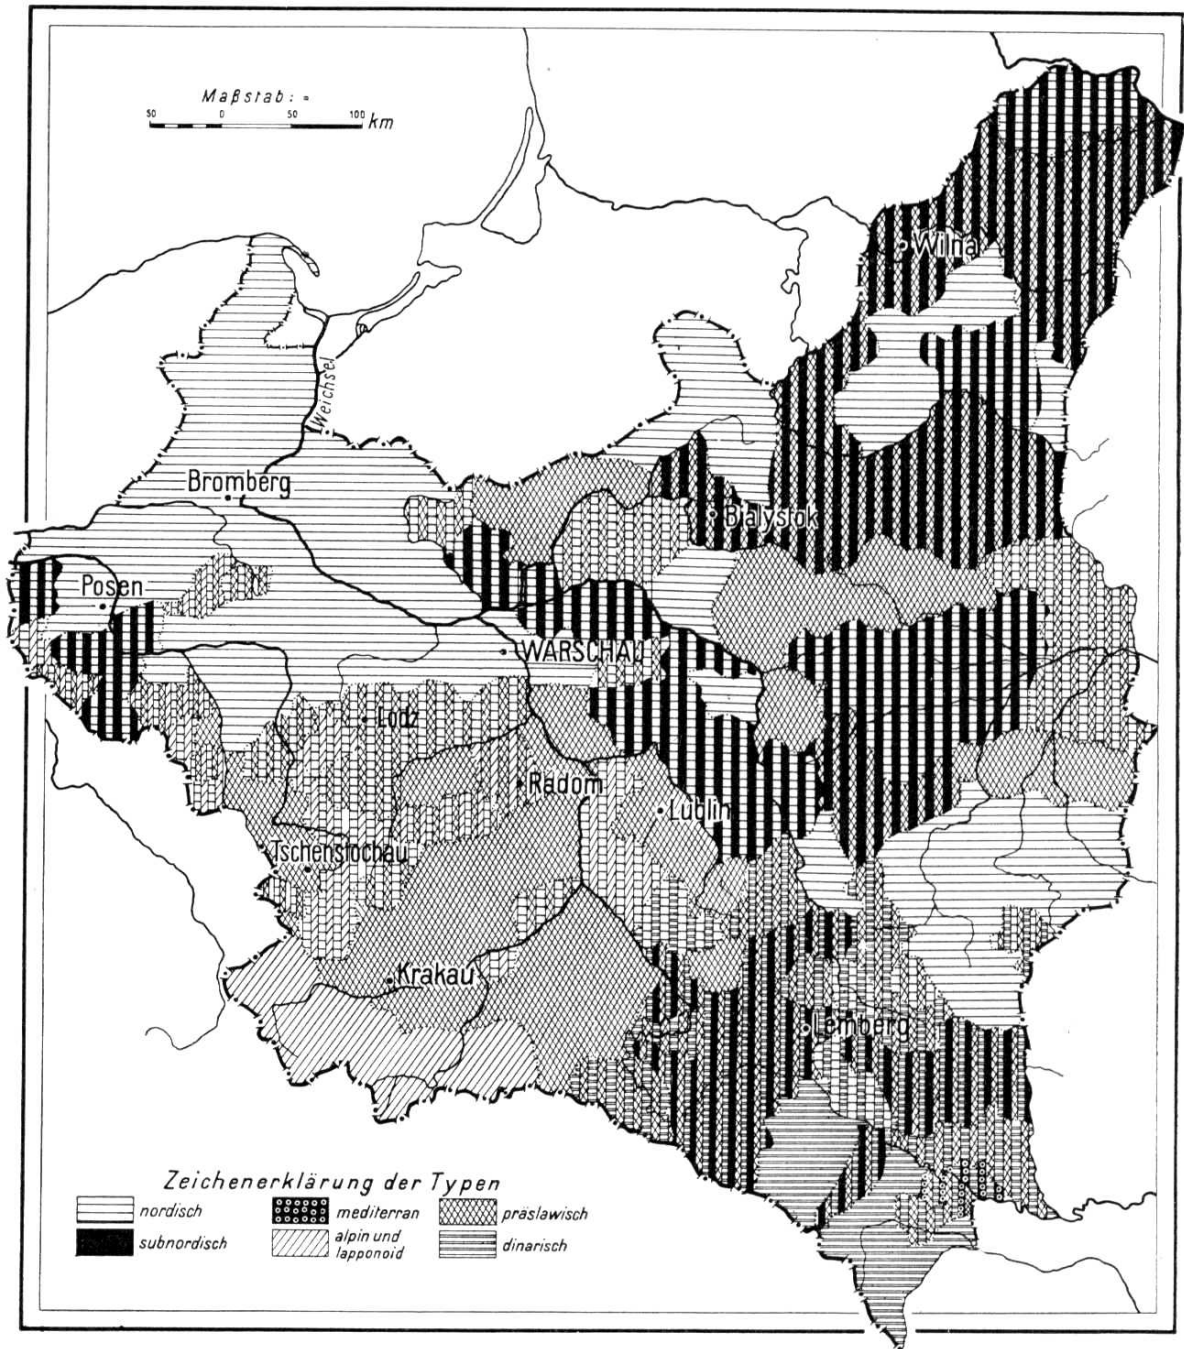 Maßstab: =
50 0 50 100 km
Weichsel
Wilna
Bromberg
Bialystok
Posen
WARSCHAU
Lodz
Radom
Lublin
Tschenstochau
Krakau
Lemberg
Zeichenerklärung der Typen
nordisch
mediterran
präslawisch
subnordisch
alpin und
lapponoid
dinarisch